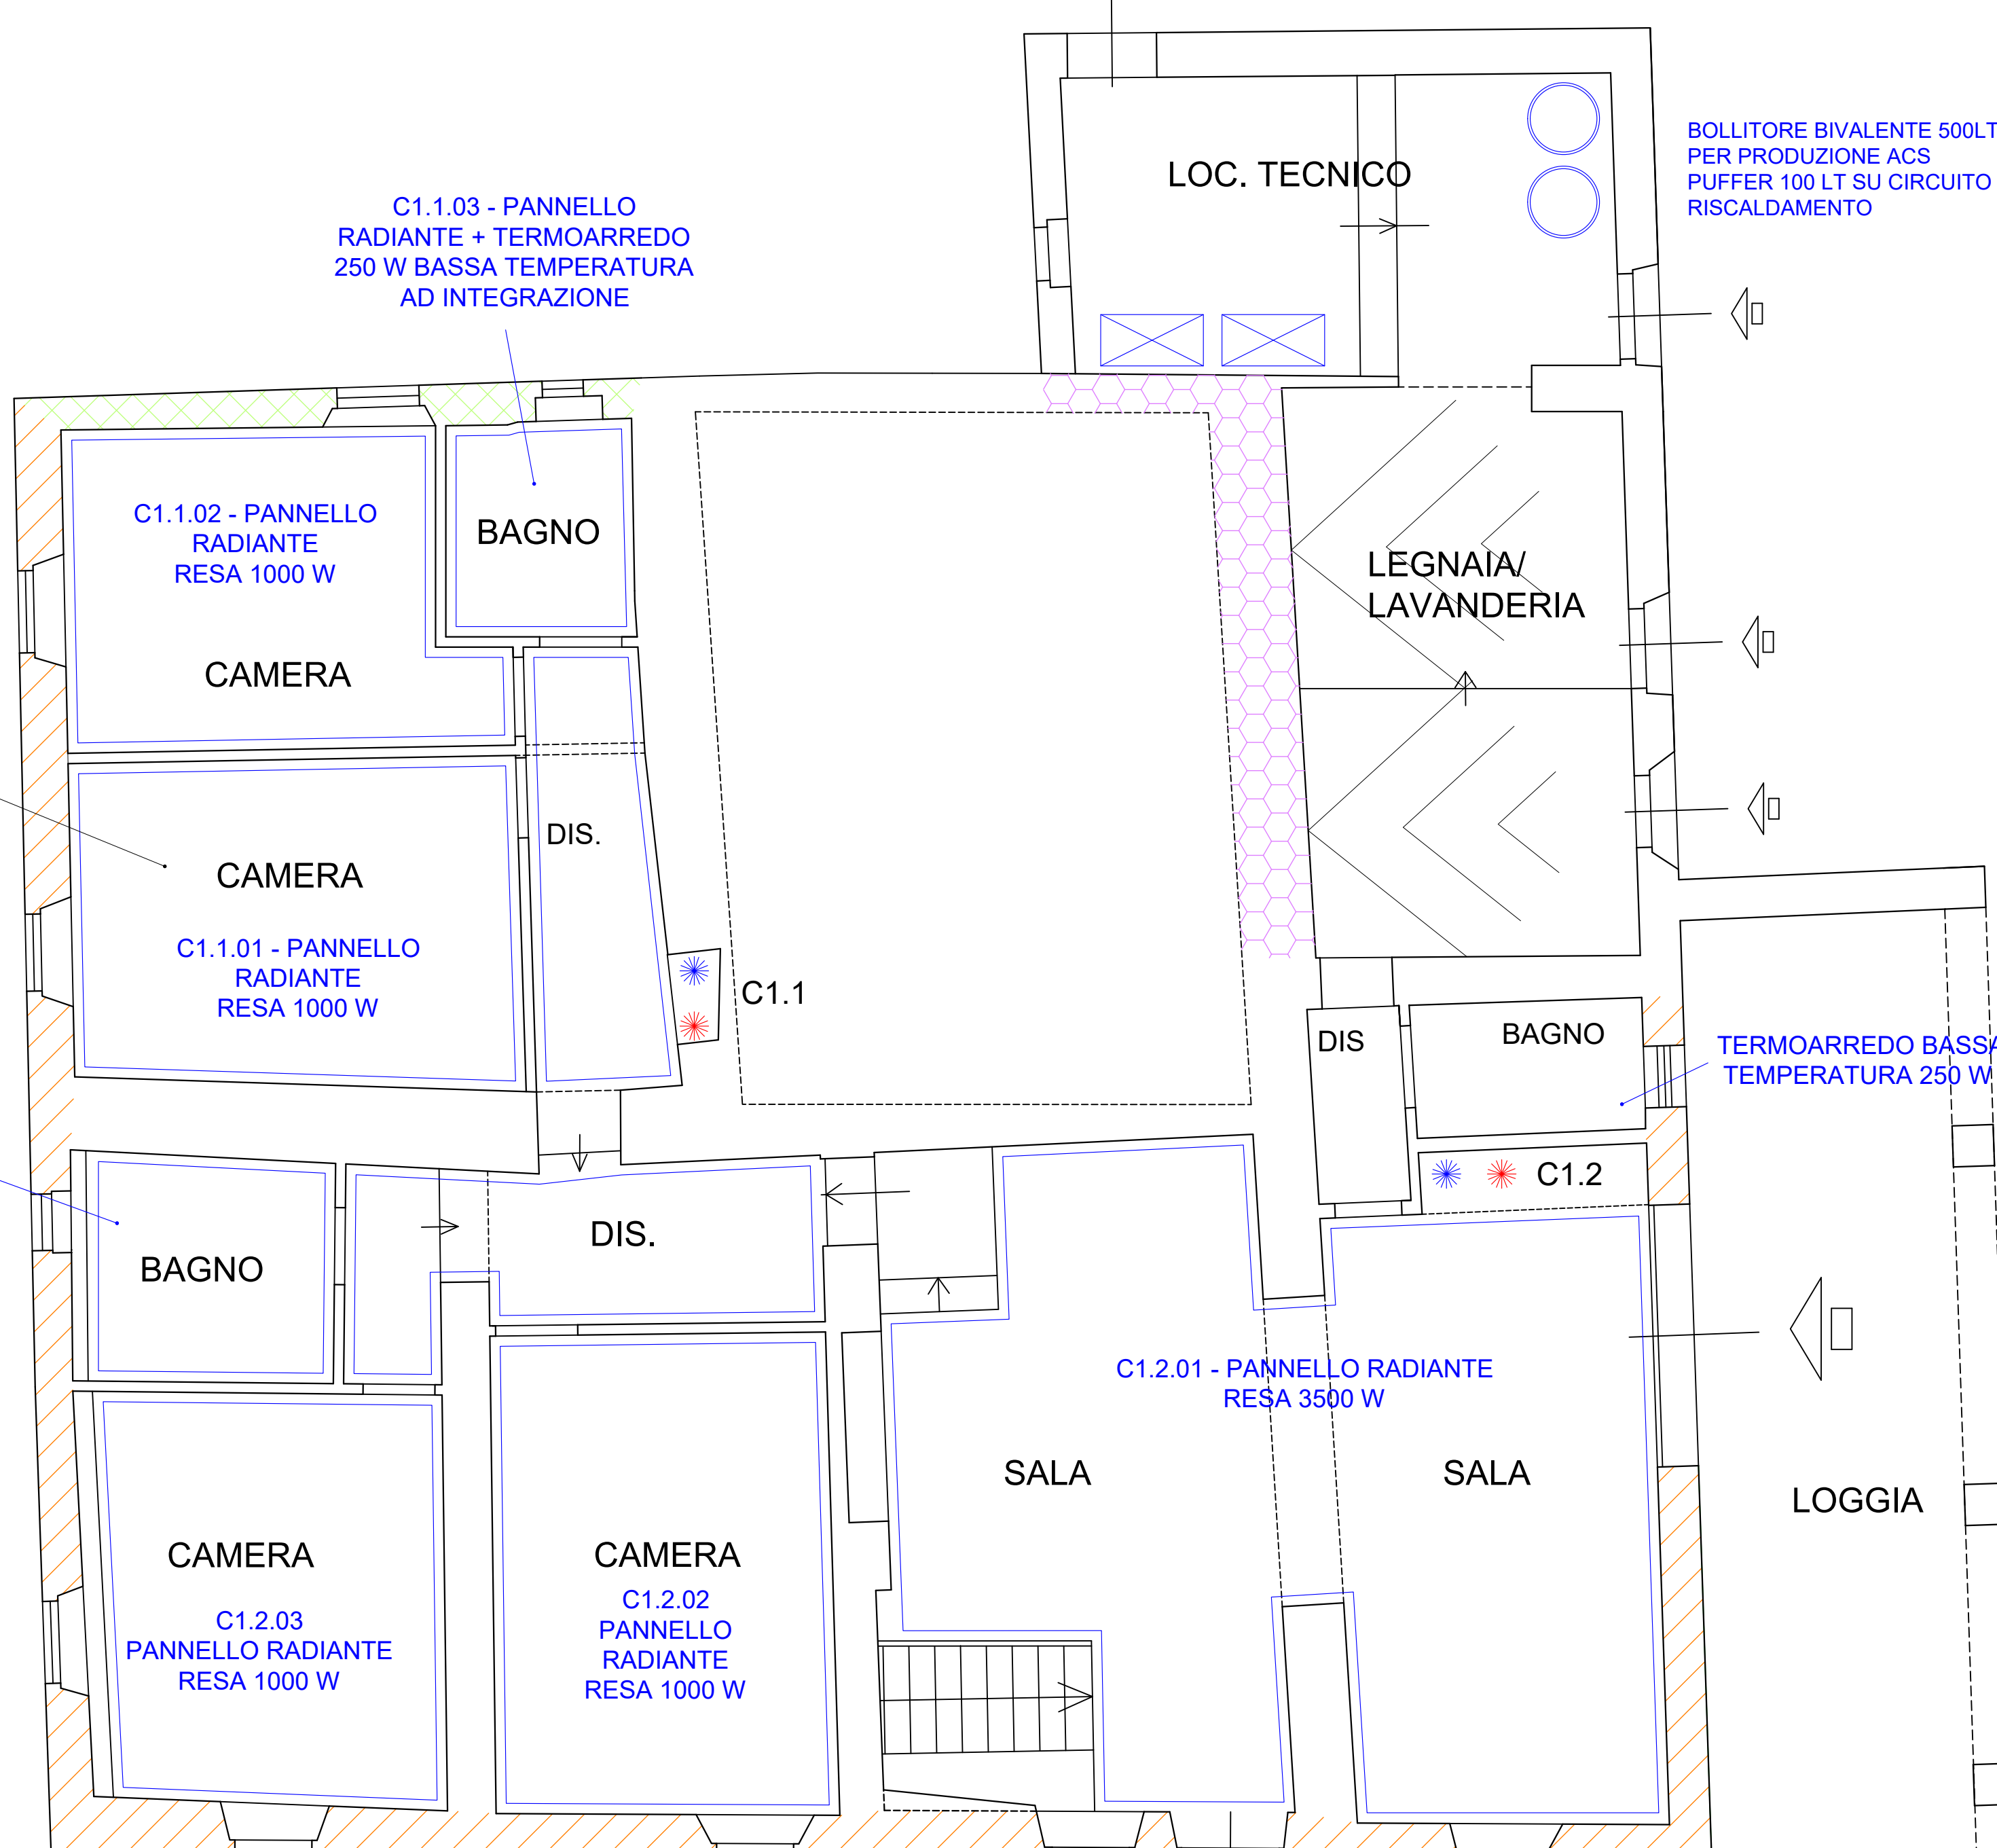 BOLLITORE BIVALENTE 500LT
PER PRODUZIONE ACS
PUFFER 100 LT SU CIRCUITO
RISCALDAMENTO
LOC. TECNICO
C1.1.03 - PANNELLO
RADIANTE + TERMOARREDO
250 W BASSA TEMPERATURA
AD INTEGRAZIONE
C1.1.02 - PANNELLO
RADIANTE
RESA 1000 W
CAMERA
BAGNO
LEGNAIA/
LAVANDERIA
DIS.
CAMERA
C1.1.01 - PANNELLO
RADIANTE
RESA 1000 W
C1.1
DIS
BAGNO
TERMOARREDO BASSA
TEMPERATURA 250 W
C1.2
BAGNO
DIS.
C1.2.01 - PANNELLO RADIANTE
RESA 3500 W
SALA
SALA
LOGGIA
CAMERA
C1.2.03
PANNELLO RADIANTE
RESA 1000 W
CAMERA
C1.2.02
PANNELLO
RADIANTE
RESA 1000 W